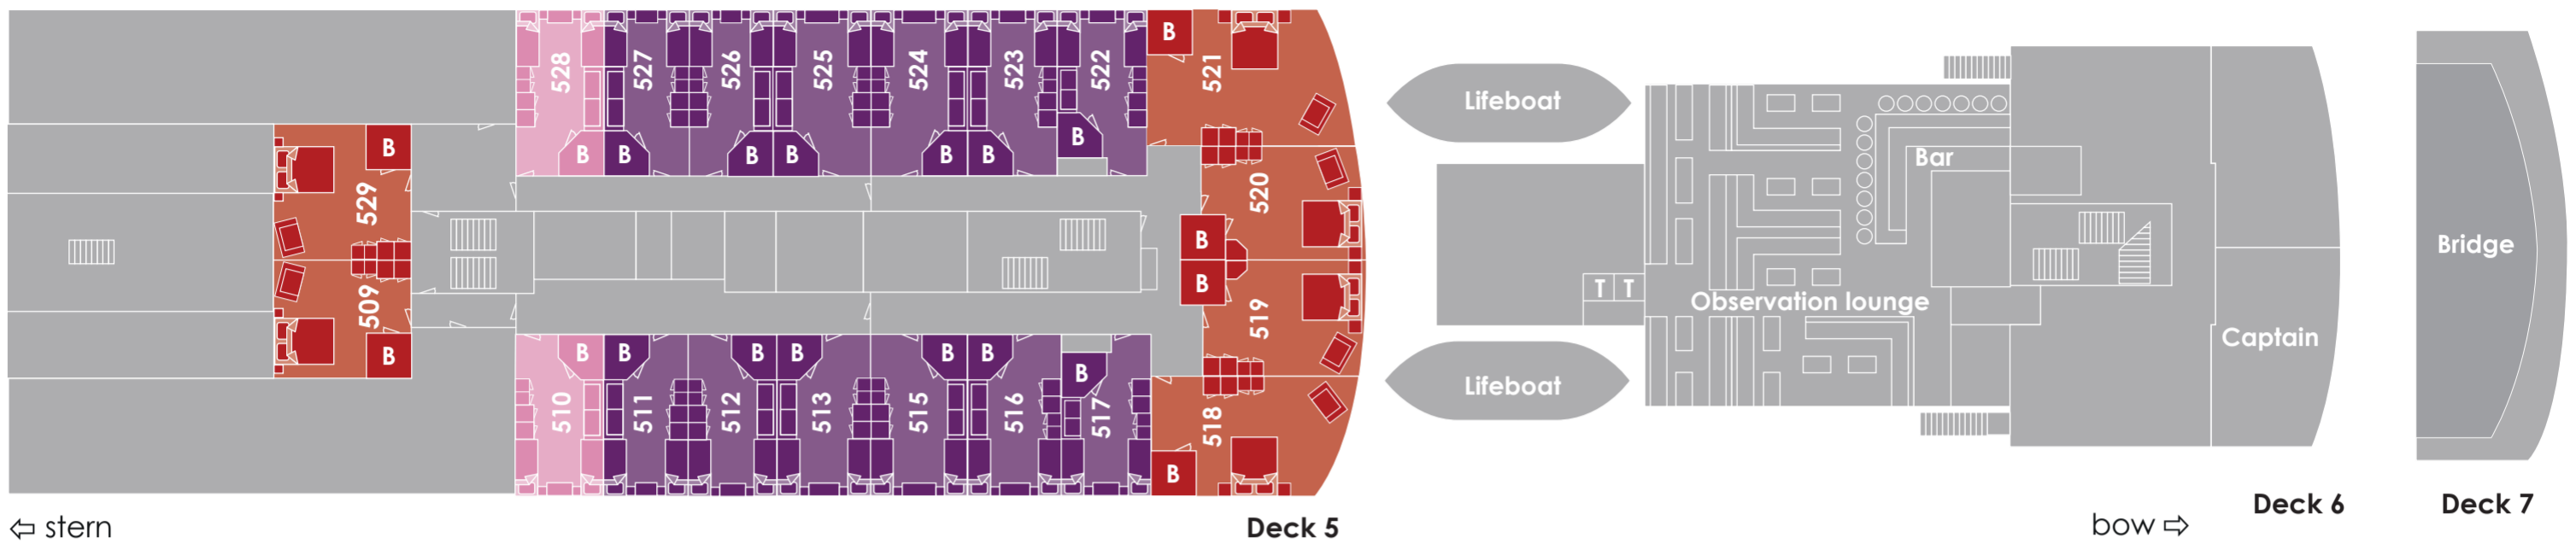 528
527
526
525
524
523
522
521
B
B
B
B
B
B
B
B
529
B
520
B
B
519
509
B
510
511
512
513
515
516
517
518
B
B
B
B
B
B
B
B
Lifeboat
Lifeboat
Bar
T T
Observation lounge
Captain
Bridge
stern
Deck 5
bow
Deck 6
Deck 7